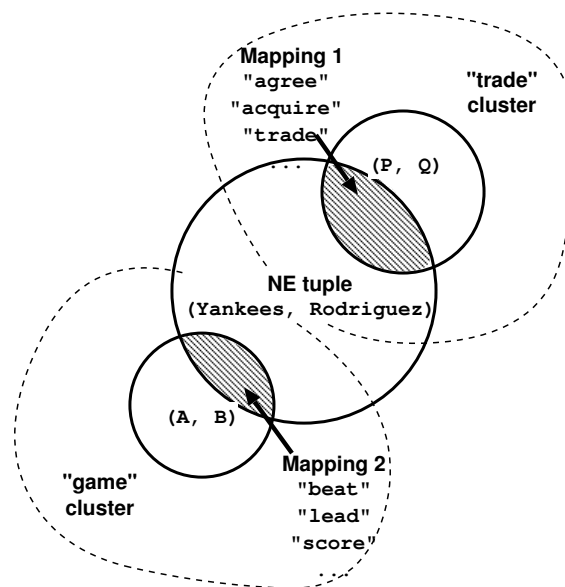 Mapping 1
"agree"
"acquire"
"trade"
...
"trade"
cluster
(P, Q)
NE tuple
(Yankees, Rodriguez)
(A, B)
"game"
cluster
Mapping 2
"beat"
"lead"
"score"
...